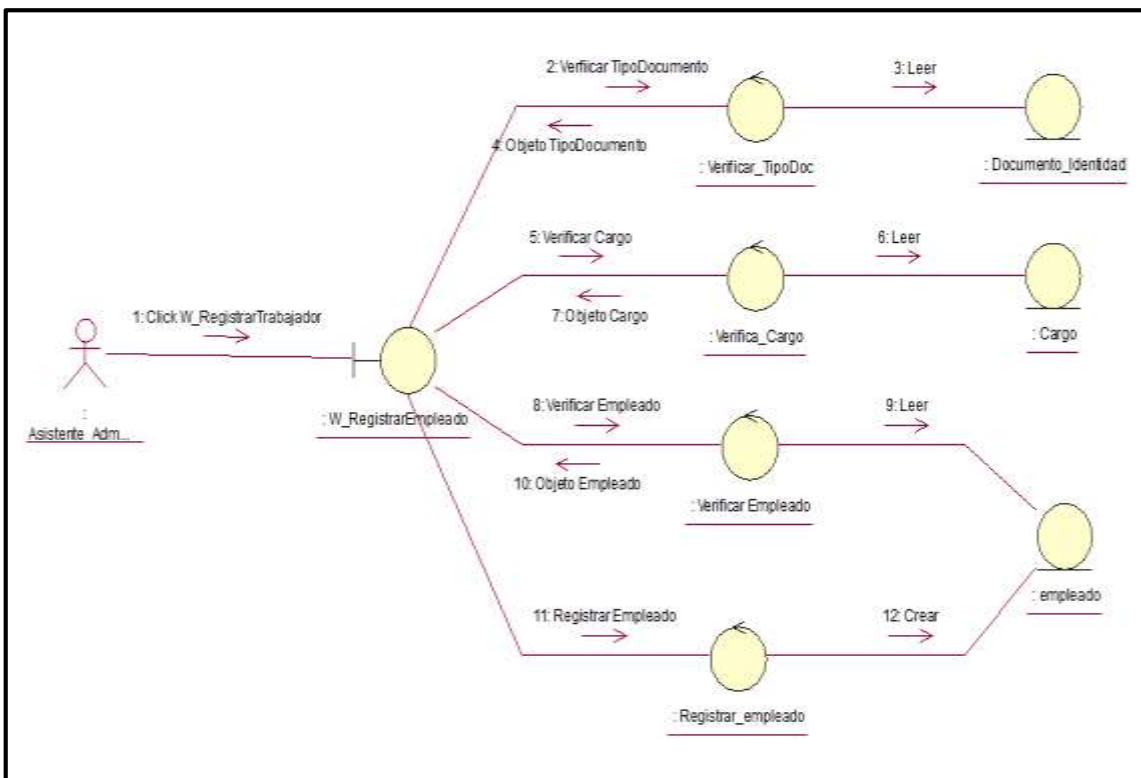 2: Verfiicar TipoDocumento
3: Leer
4: Objeto TipoDocumento
: Verificar_TipoDoc
: Documento_Identidad
5: Verificar Cargo
6: Leer
7: Objeto Cargo
: Verifica_Cargo
: Cargo
1: Click W_RegistrarTrabajador
:
Asistente_Adm...
: W_RegistrarEmpleado
8: Verificar Empleado
9: Leer
10: Objeto Empleado
: Verificar Empleado
: empleado
11: Registrar Empleado
12: Crear
: Registrar_empleado